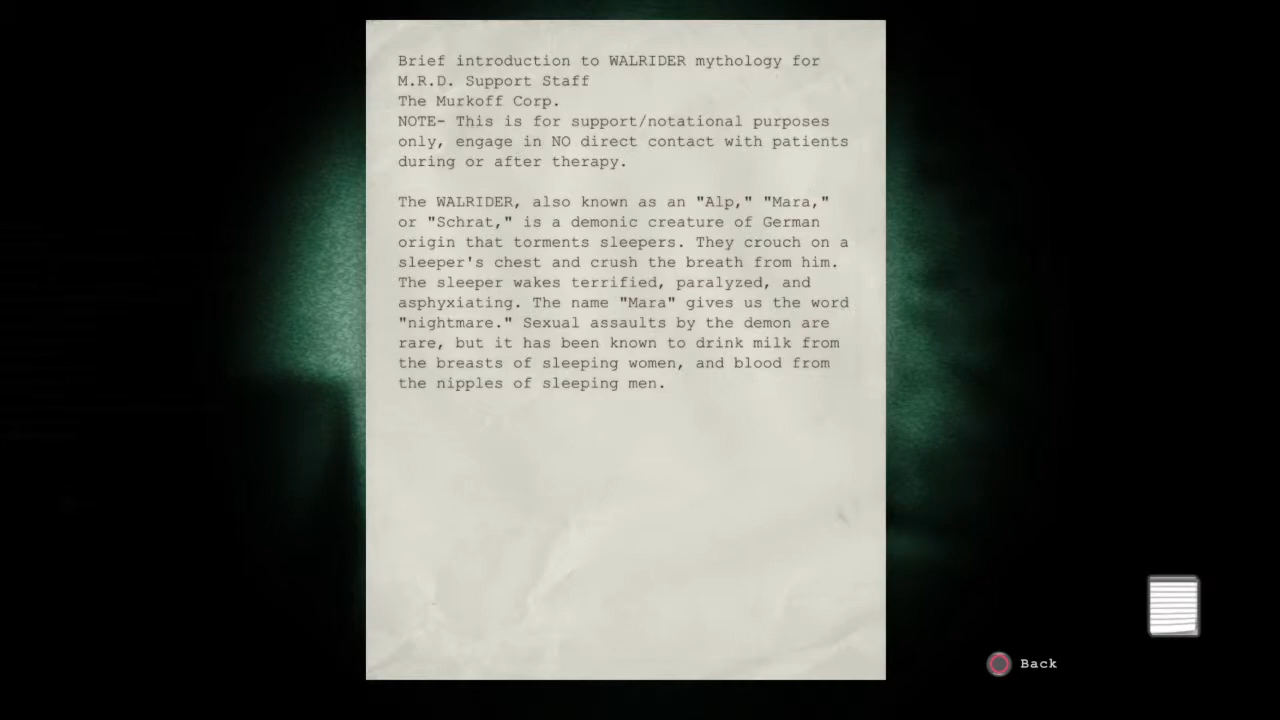 Brief introduction to WALRIDER mythology for
M.R.D. Support Staff
The Murkoff Corp.
NOTE- This is for support/notational purposes
only, engage in NO direct contact with patients
during or after therapy.
The WALRIDER, also known as an "Alp," "Mara,"
or "Schrat," is a demonic creature of German
origin that torments sleepers. They crouch on a
sleeper's chest and crush the breath from him.
The sleeper wakes terrified, paralyzed, and
asphyxiating. The name "Mara" gives us the word
"nightmare." Sexual assaults by the demon are
rare, but it has been known to drink milk from
the breasts of sleeping women, and blood from
the nipples of sleeping men.
Back